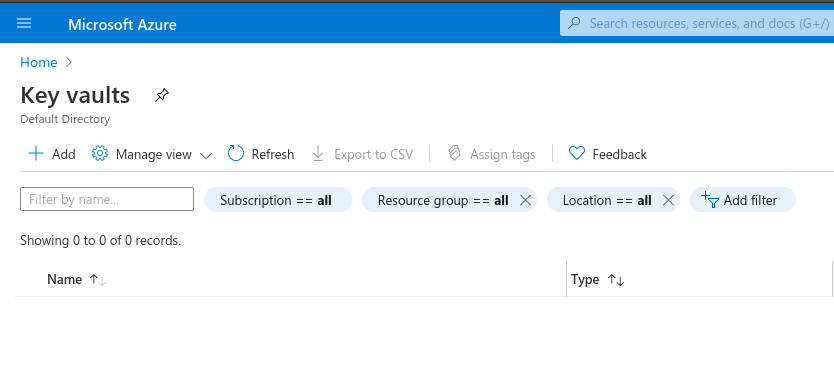 Microsoft Azure
Search resources, services, and docs (G+/)
Home
Key vaults
Default Directory
Add Manage view Refresh Export to CSV Assign tags Feedback
Filter by name... Subscription == all Resource group == all Location == all Add filter
Showing 0 to 0 of 0 records.
Name Type